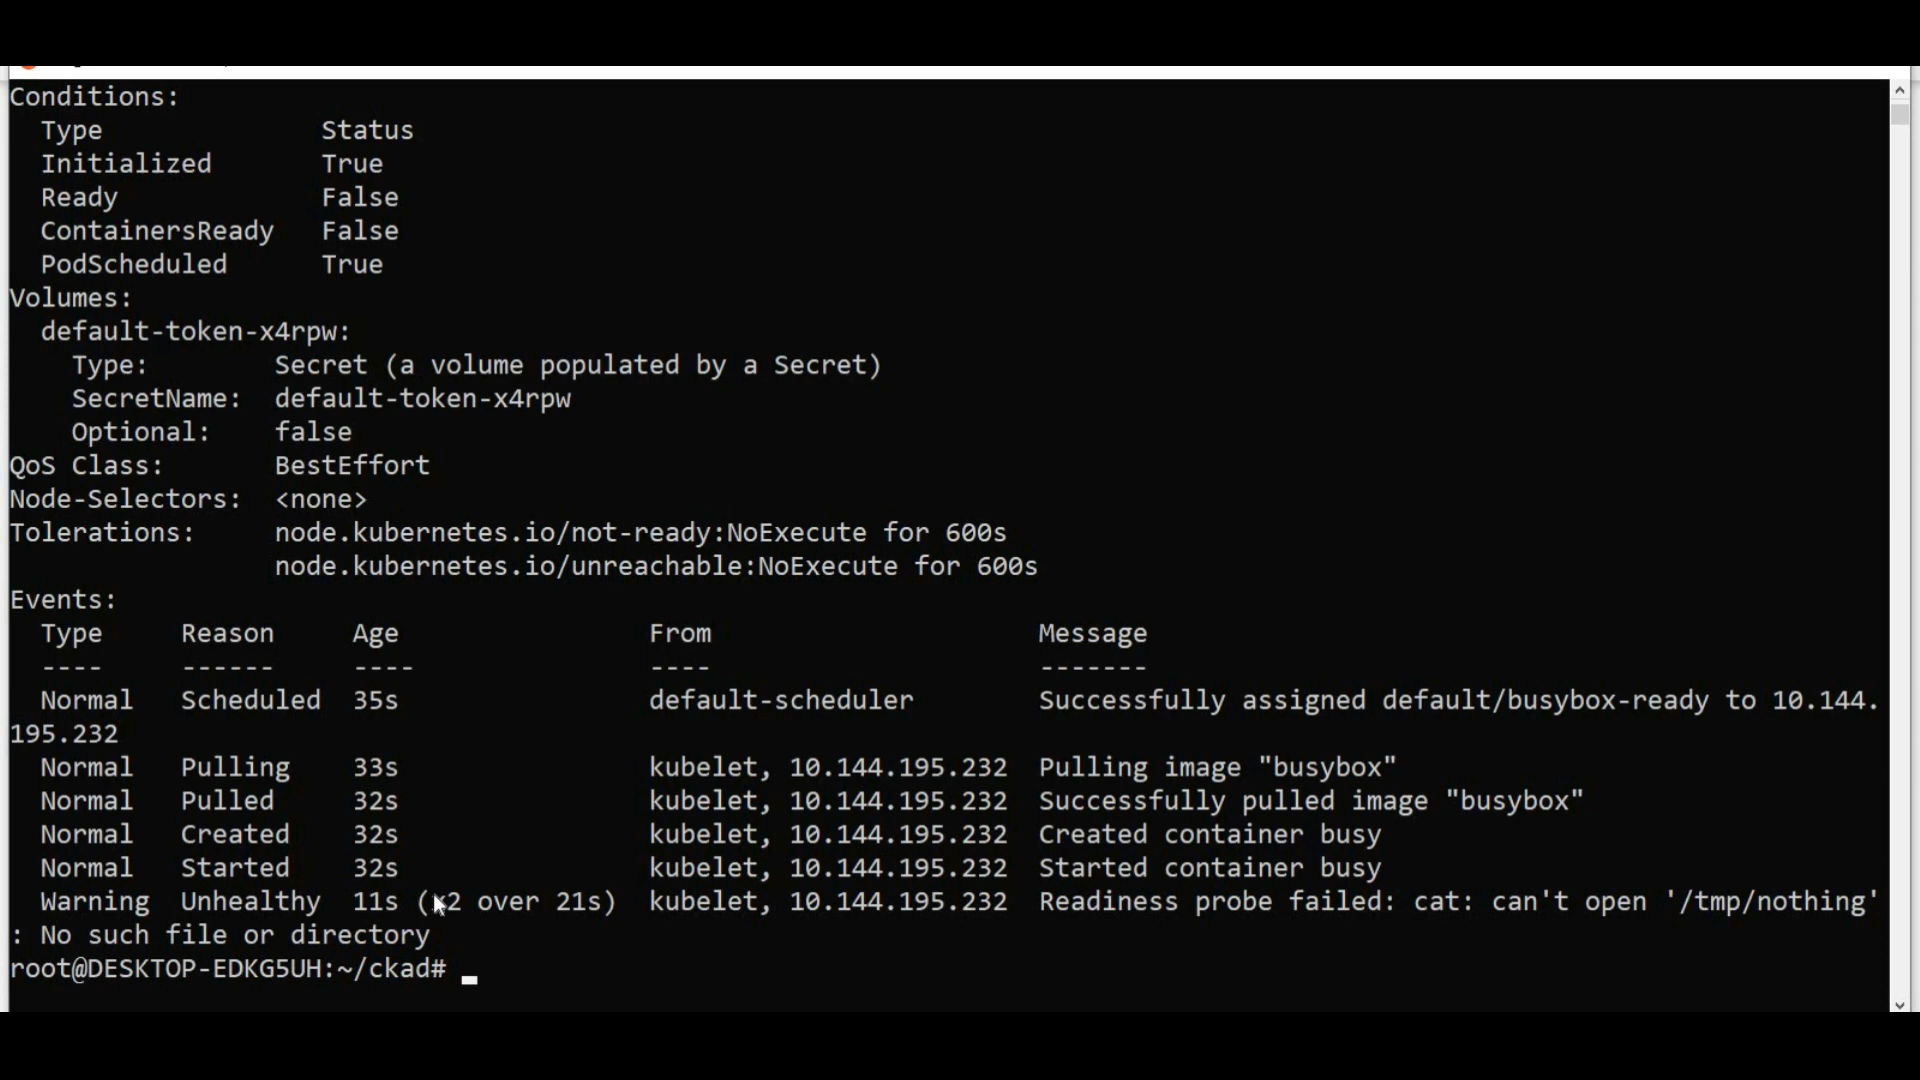 Conditions:
Type Status
Initialized True
Ready False
ContainersReady False
PodScheduled True
Volumes:
default-token-x4rpw:
Type: Secret (a volume populated by a Secret)
SecretName: default-token-x4rpw
Optional: false
QoS Class: BestEffort
Node-Selectors: <none>
Tolerations: node.kubernetes.io/not-ready:NoExecute for 600s
node.kubernetes.io/unreachable:NoExecute for 600s
Events:
Type Reason Age From Message
---- ------ ---- ---- -------
Normal Scheduled 35s default-scheduler Successfully assigned default/busybox-ready to 10.144.
195.232
Normal Pulling 33s kubelet, 10.144.195.232 Pulling image "busybox"
Normal Pulled 32s kubelet, 10.144.195.232 Successfully pulled image "busybox"
Normal Created 32s kubelet, 10.144.195.232 Created container busy
Normal Started 32s kubelet, 10.144.195.232 Started container busy
Warning Unhealthy 11s (x2 over 21s) kubelet, 10.144.195.232 Readiness probe failed: cat: can't open '/tmp/nothing'
: No such file or directory
root@DESKTOP-EDKG5UH:~/ckad#